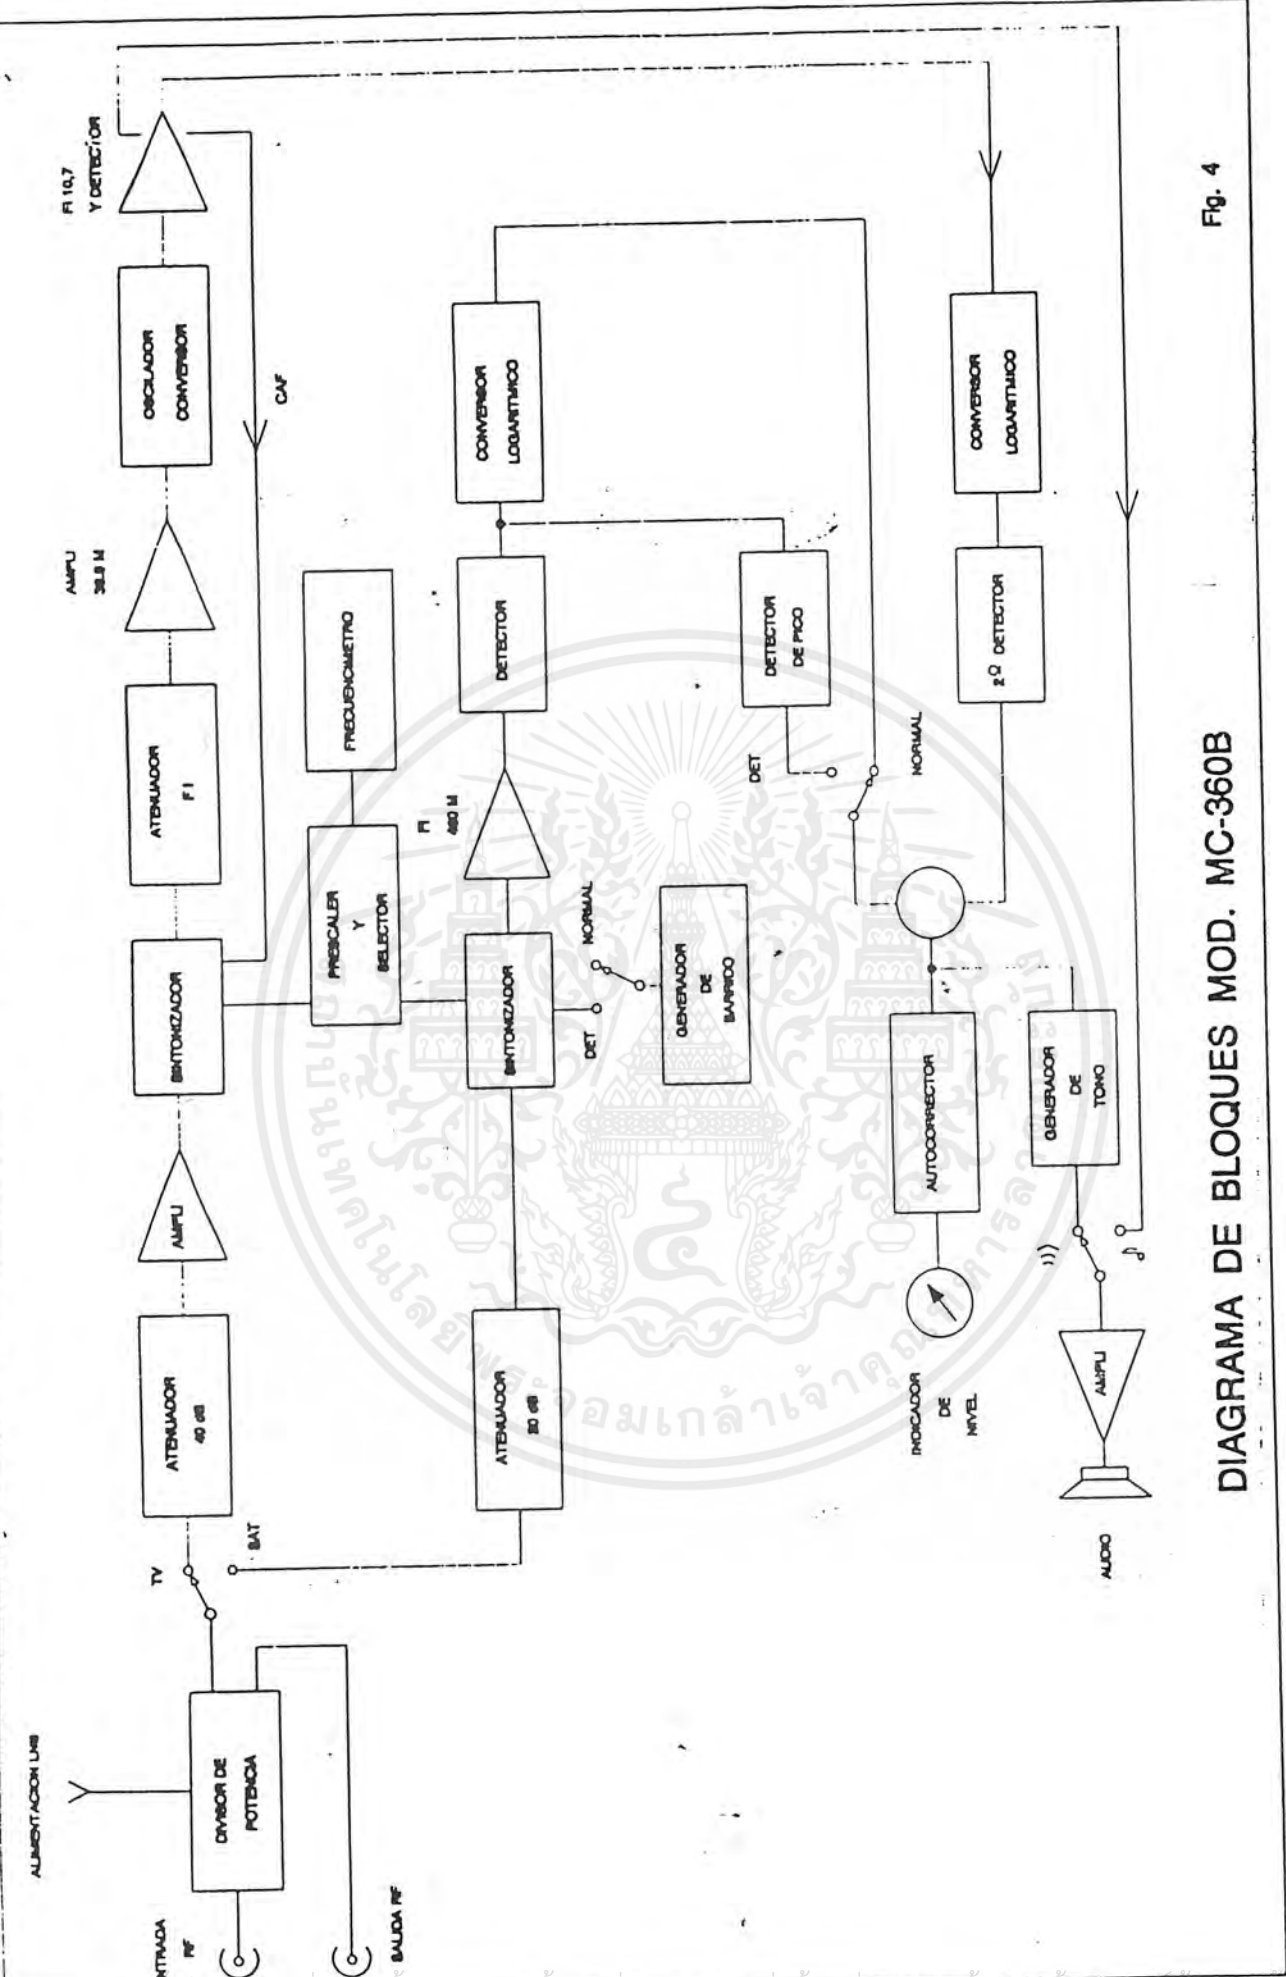 ALIMENTACION LNB
NTRADA
RF
SALIDA RF
DIVISOR DE
POTENCIA
TV
SAT
ATENUADOR
40 dB
AMPLI
SINTONIZADOR
ATENUADOR
F I
AMPLI
38.9 M
OSCILADOR
CONVERSOR
FI 10,7
Y DETECTOR
CAF
PRESCALER
Y
SELECTOR
FRECUENCIMETRO
ATENUADOR
20 dB
SINTONIZADOR
FI
480 M
DETECTOR
CONVERSOR
LOGARITMICO
DET
NORMAL
GENERADOR
DE
BARRIDO
DETECTOR
DE PICO
DET
NORMAL
INDICADOR
DE
NIVEL
AUTOCORRECTOR
2º DETECTOR
CONVERSOR
LOGARITMICO
GENERADOR
DE
TONO
AUDIO
AMPLI
DIAGRAMA DE BLOQUES MOD. MC-360B
Fig. 4